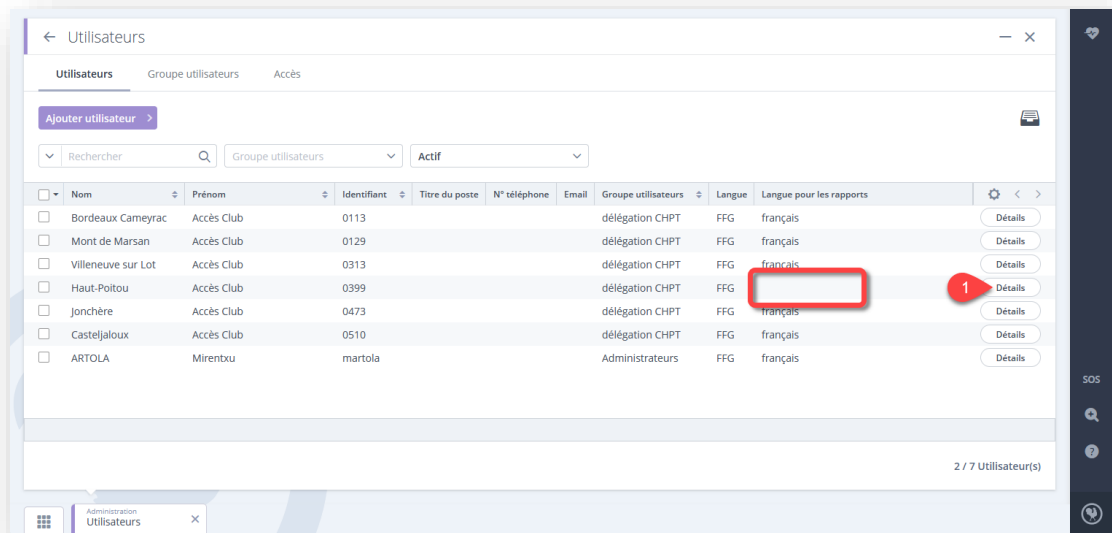 Utilisateurs
Utilisateurs Groupe utilisateurs Accès
Ajouter utilisateur
Rechercher Groupe utilisateurs Actif
Nom Prénom Identifiant Titre du poste N° téléphone Email Groupe utilisateurs Langue Langue pour les rapports
Bordeaux Cameyrac Accès Club 0113 délégation CHPT FFG français Détails
Mont de Marsan Accès Club 0129 délégation CHPT FFG français Détails
Villeneuve sur Lot Accès Club 0313 délégation CHPT FFG français Détails
Haut-Poitou Accès Club 0399 délégation CHPT FFG 1 Détails
Jonchère Accès Club 0473 délégation CHPT FFG français Détails
Casteljaloux Accès Club 0510 délégation CHPT FFG français Détails
ARTOLA Mirentxu martola Administrateurs FFG français Détails
SOS
2 / 7 Utilisateur(s)
Administration
Utilisateurs